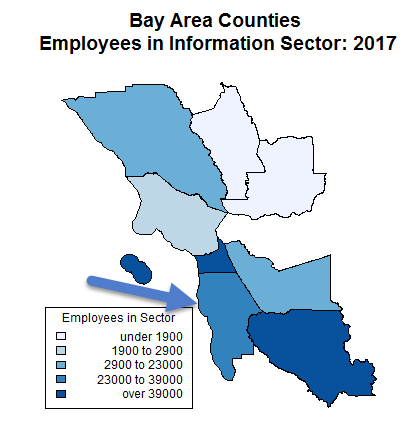 Bay Area Counties
Employees in Information Sector: 2017
Employees in Sector
under 1900
1900 to 2900
2900 to 23000
23000 to 39000
over 39000